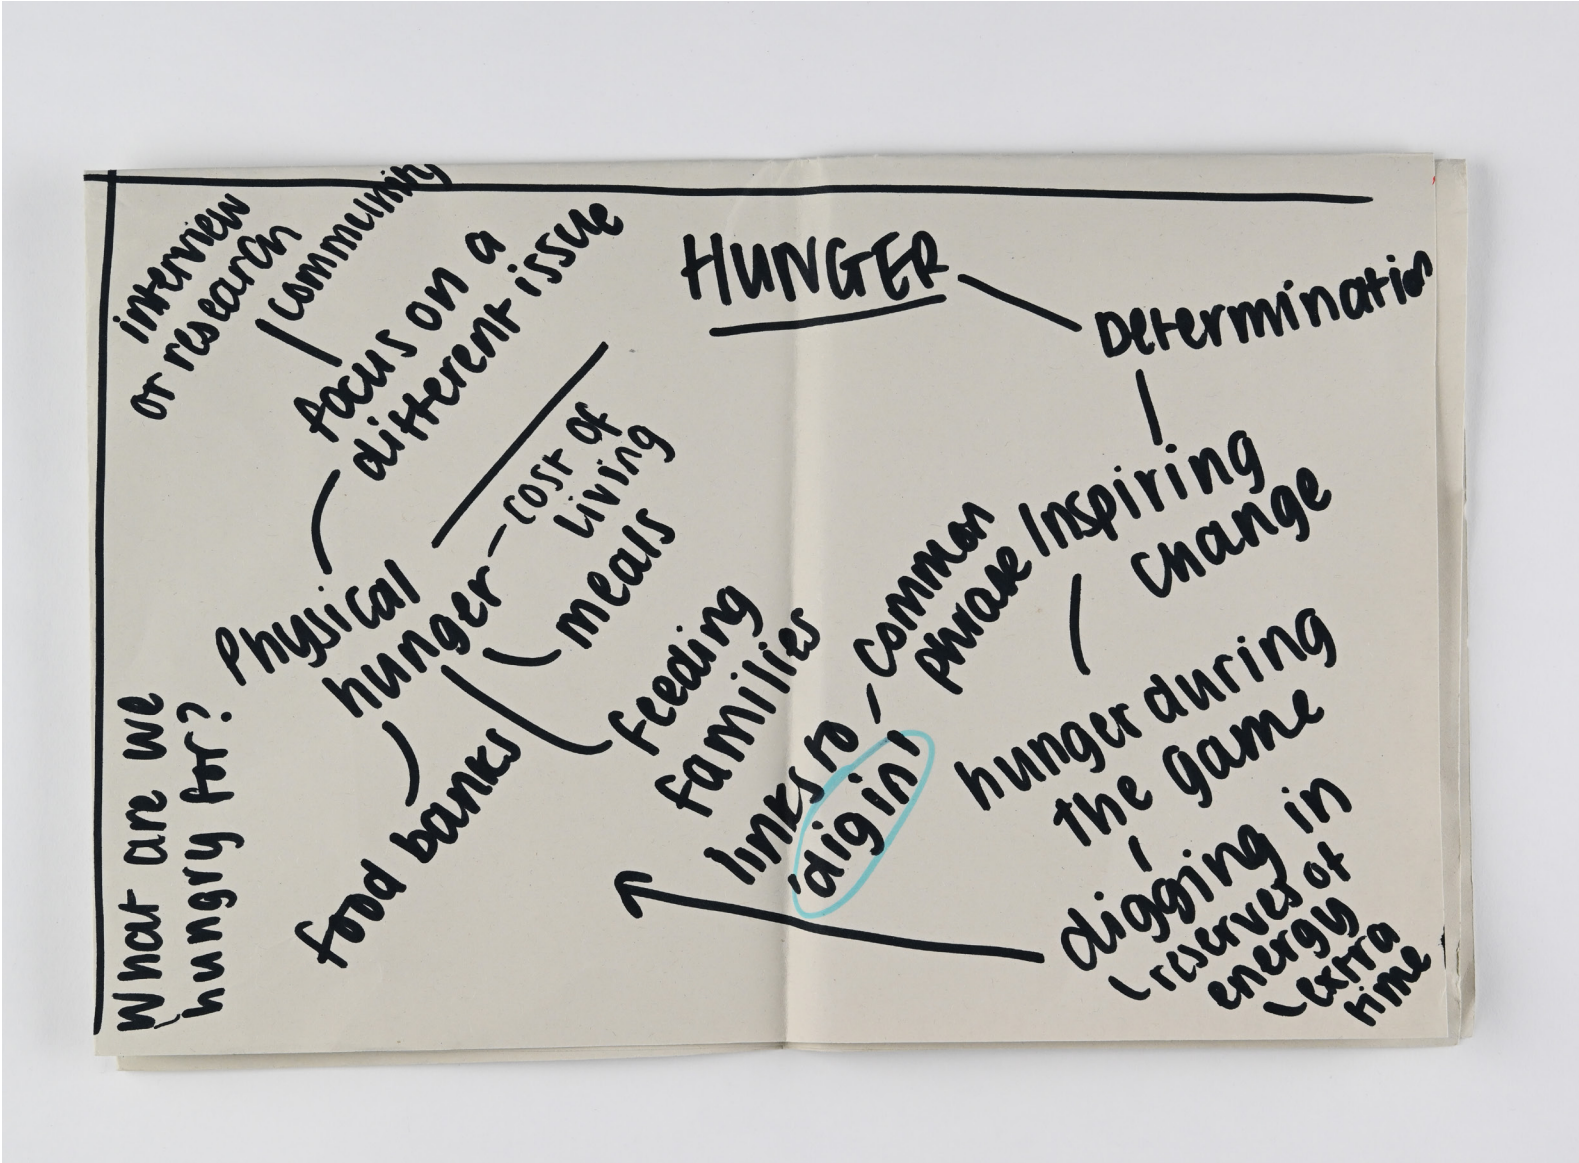 HUNGER
Determination
Inspiring
change
hunger during
the game
digging in
reserves of
energy
extra
time
links to
'dig in'
common
phrase
interview
or research
community
focus on a
different issue
Physical
hunger
cost of
living
meals
feeding
families
food banks
What are we
hungry for?